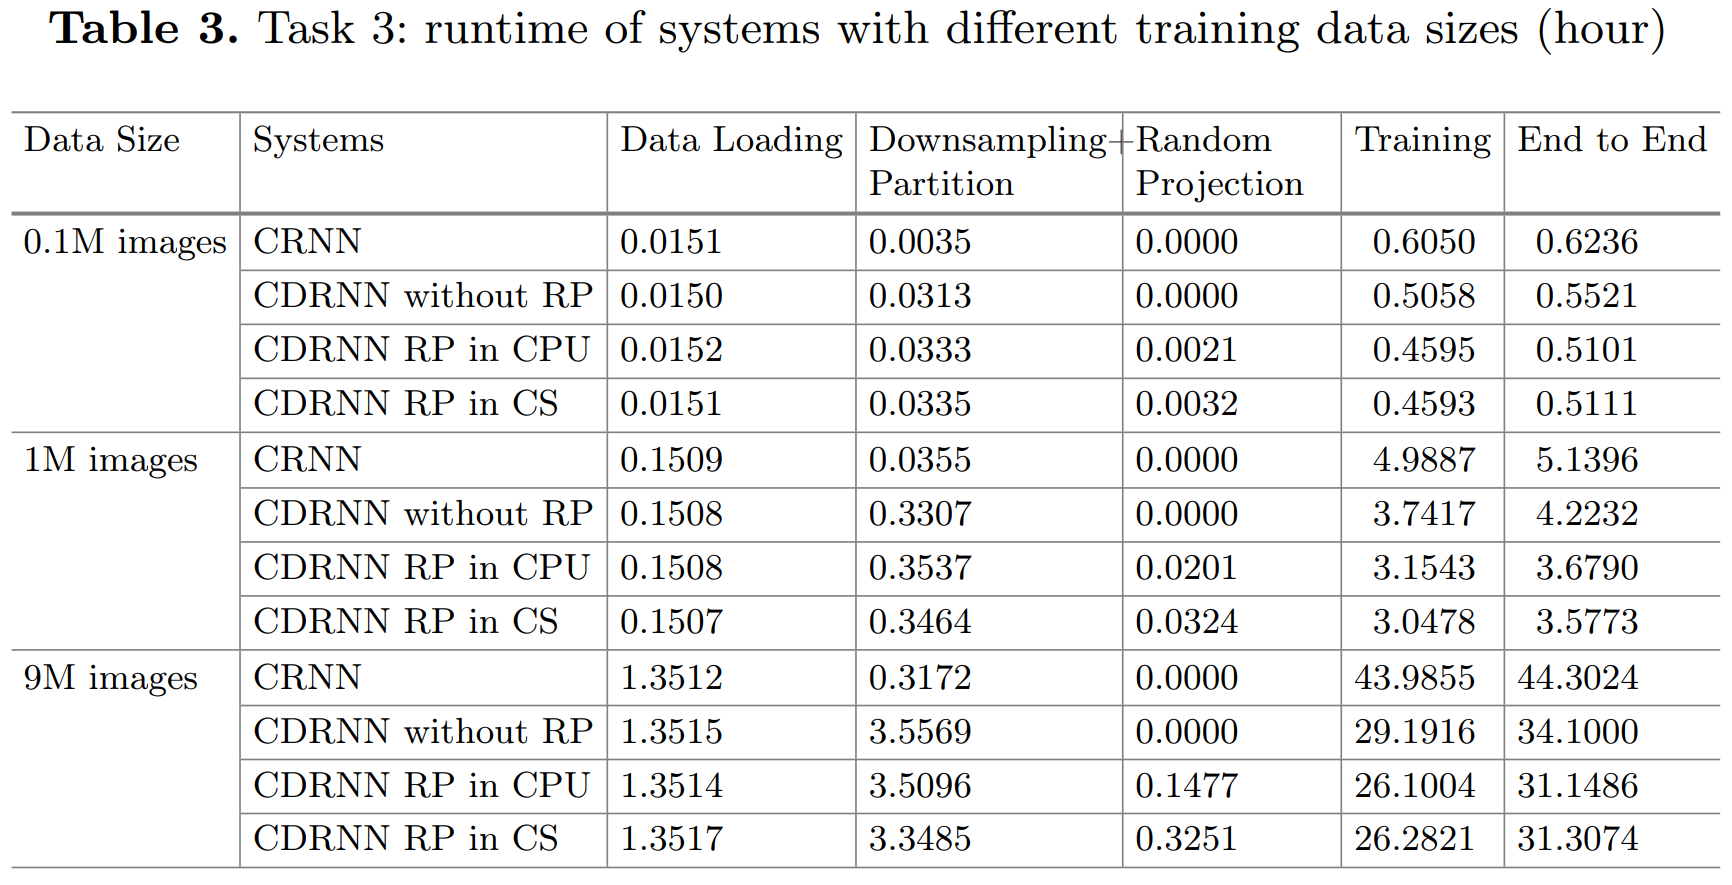 Table 3. Task 3: runtime of systems with different training data sizes (hour)
Data Size Systems Data Loading Downsampling+ Random Training End to End
Partition Projection
0.1M images CRNN 0.0151 0.0035 0.0000 0.6050 0.6236
CDRNN without RP 0.0150 0.0313 0.0000 0.5058 0.5521
CDRNN RP in CPU 0.0152 0.0333 0.0021 0.4595 0.5101
CDRNN RP in CS 0.0151 0.0335 0.0032 0.4593 0.5111
1M images CRNN 0.1509 0.0355 0.0000 4.9887 5.1396
CDRNN without RP 0.1508 0.3307 0.0000 3.7417 4.2232
CDRNN RP in CPU 0.1508 0.3537 0.0201 3.1543 3.6790
CDRNN RP in CS 0.1507 0.3464 0.0324 3.0478 3.5773
9M images CRNN 1.3512 0.3172 0.0000 43.9855 44.3024
CDRNN without RP 1.3515 3.5569 0.0000 29.1916 34.1000
CDRNN RP in CPU 1.3514 3.5096 0.1477 26.1004 31.1486
CDRNN RP in CS 1.3517 3.3485 0.3251 26.2821 31.3074